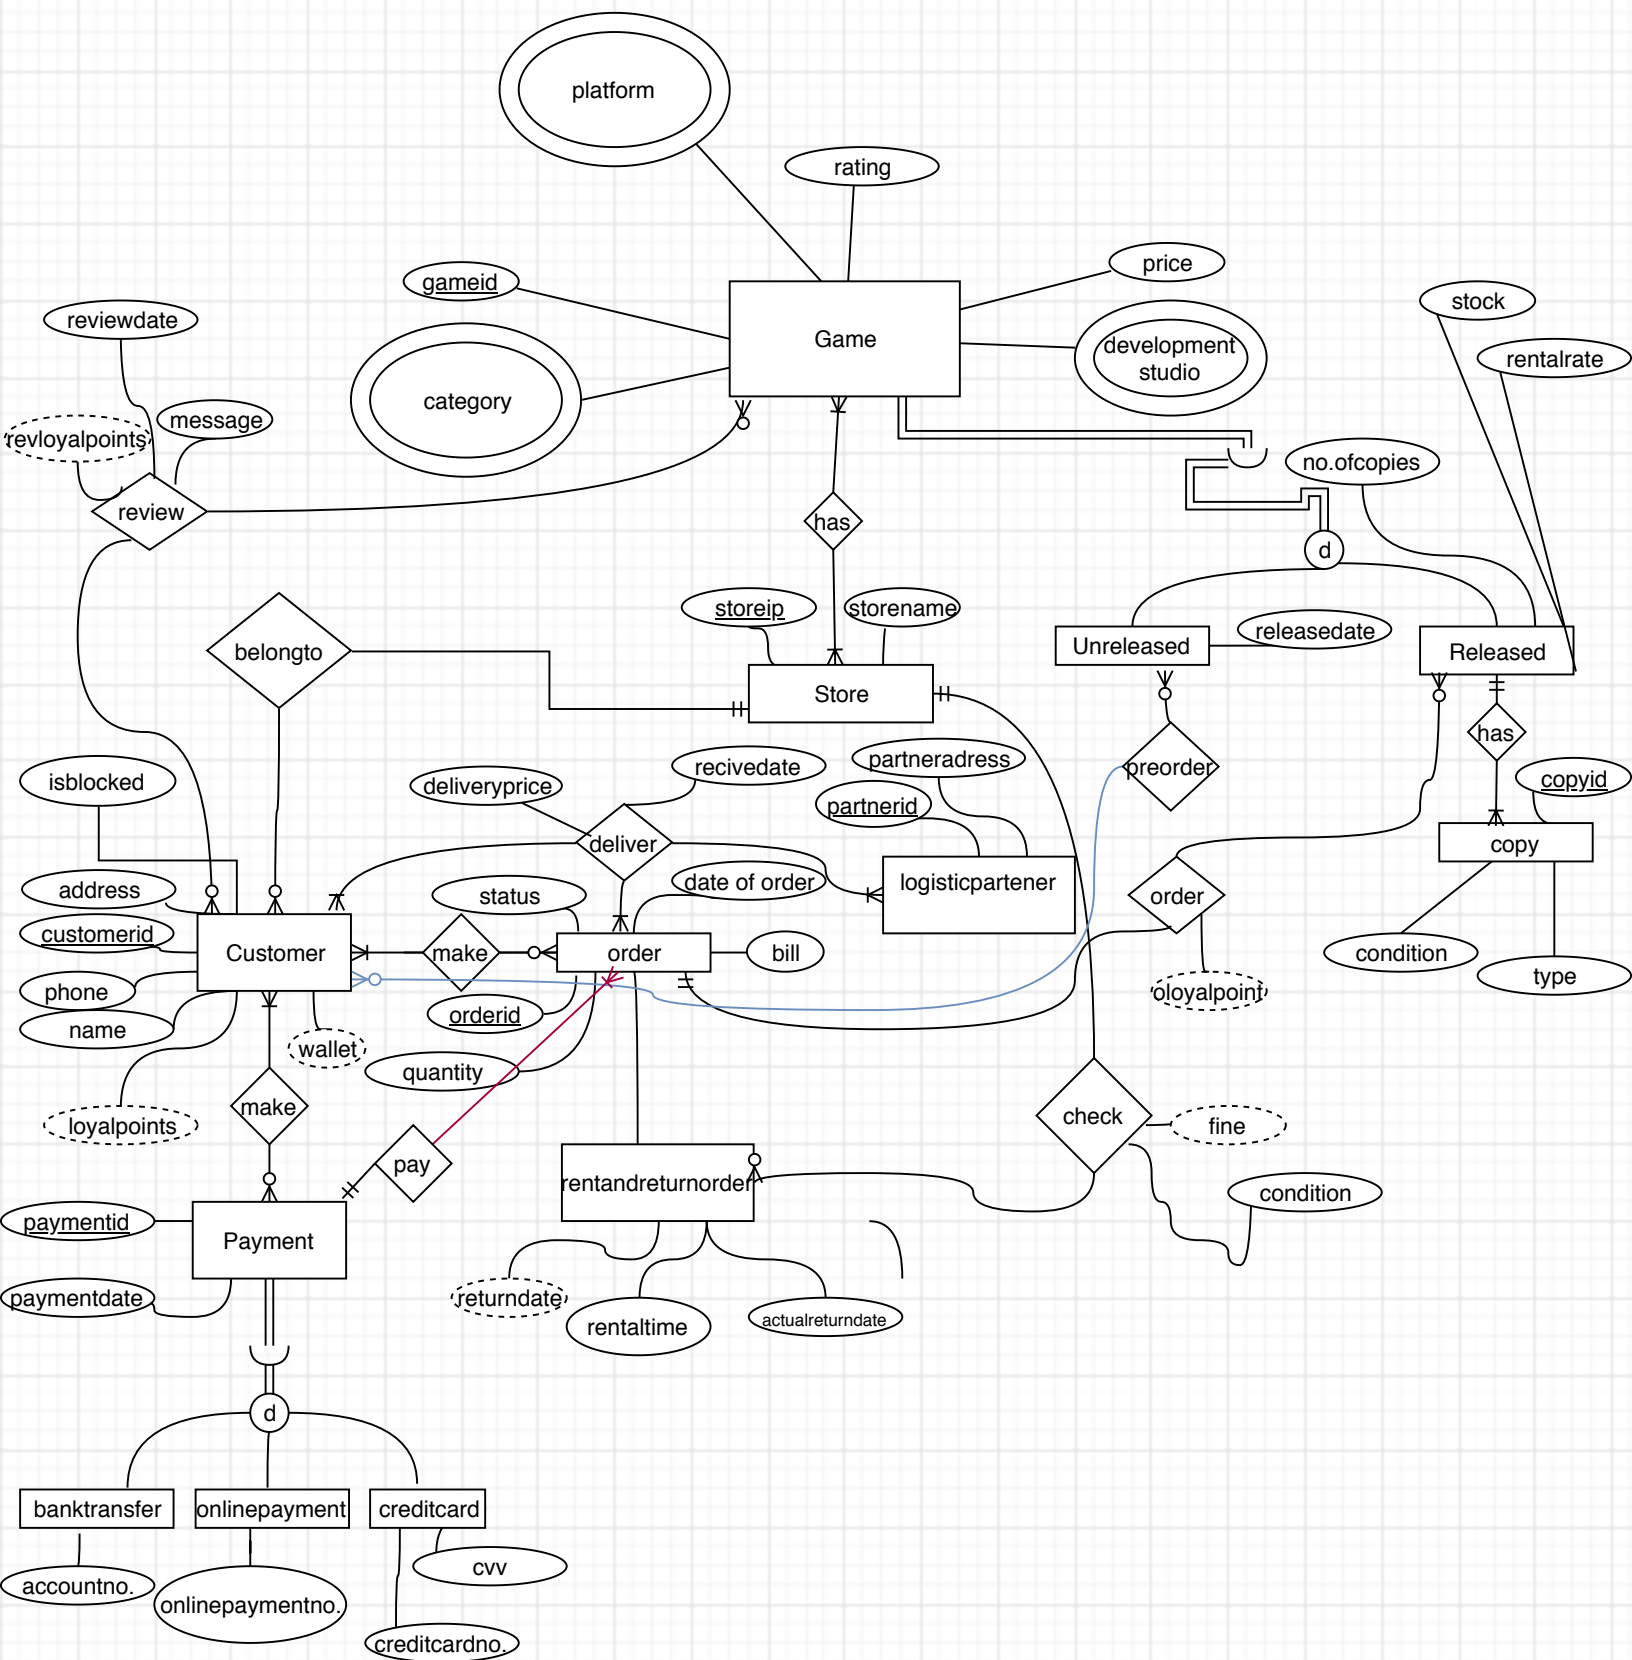 platform
rating
price
gameid
Game
stock
reviewdate
development
studio
rentalrate
category
message
revloyalpoints
no.ofcopies
review
has
d
storeip
storename
releasedate
Unreleased
belongto
Released
Store
has
partneradress
recivedate
preorder
isblocked
deliveryprice
copyid
partnerid
deliver
copy
logisticpartener
date of order
address
status
order
customerid
Customer
make
order
bill
condition
type
phone
oloyalpoint
orderid
name
wallet
quantity
make
loyalpoints
check
fine
pay
rentandreturnorder
condition
paymentid
Payment
paymentdate
returndate
rentaltime
actualreturndate
d
banktransfer
onlinepayment
creditcard
cvv
accountno.
onlinepaymentno.
creditcardno.